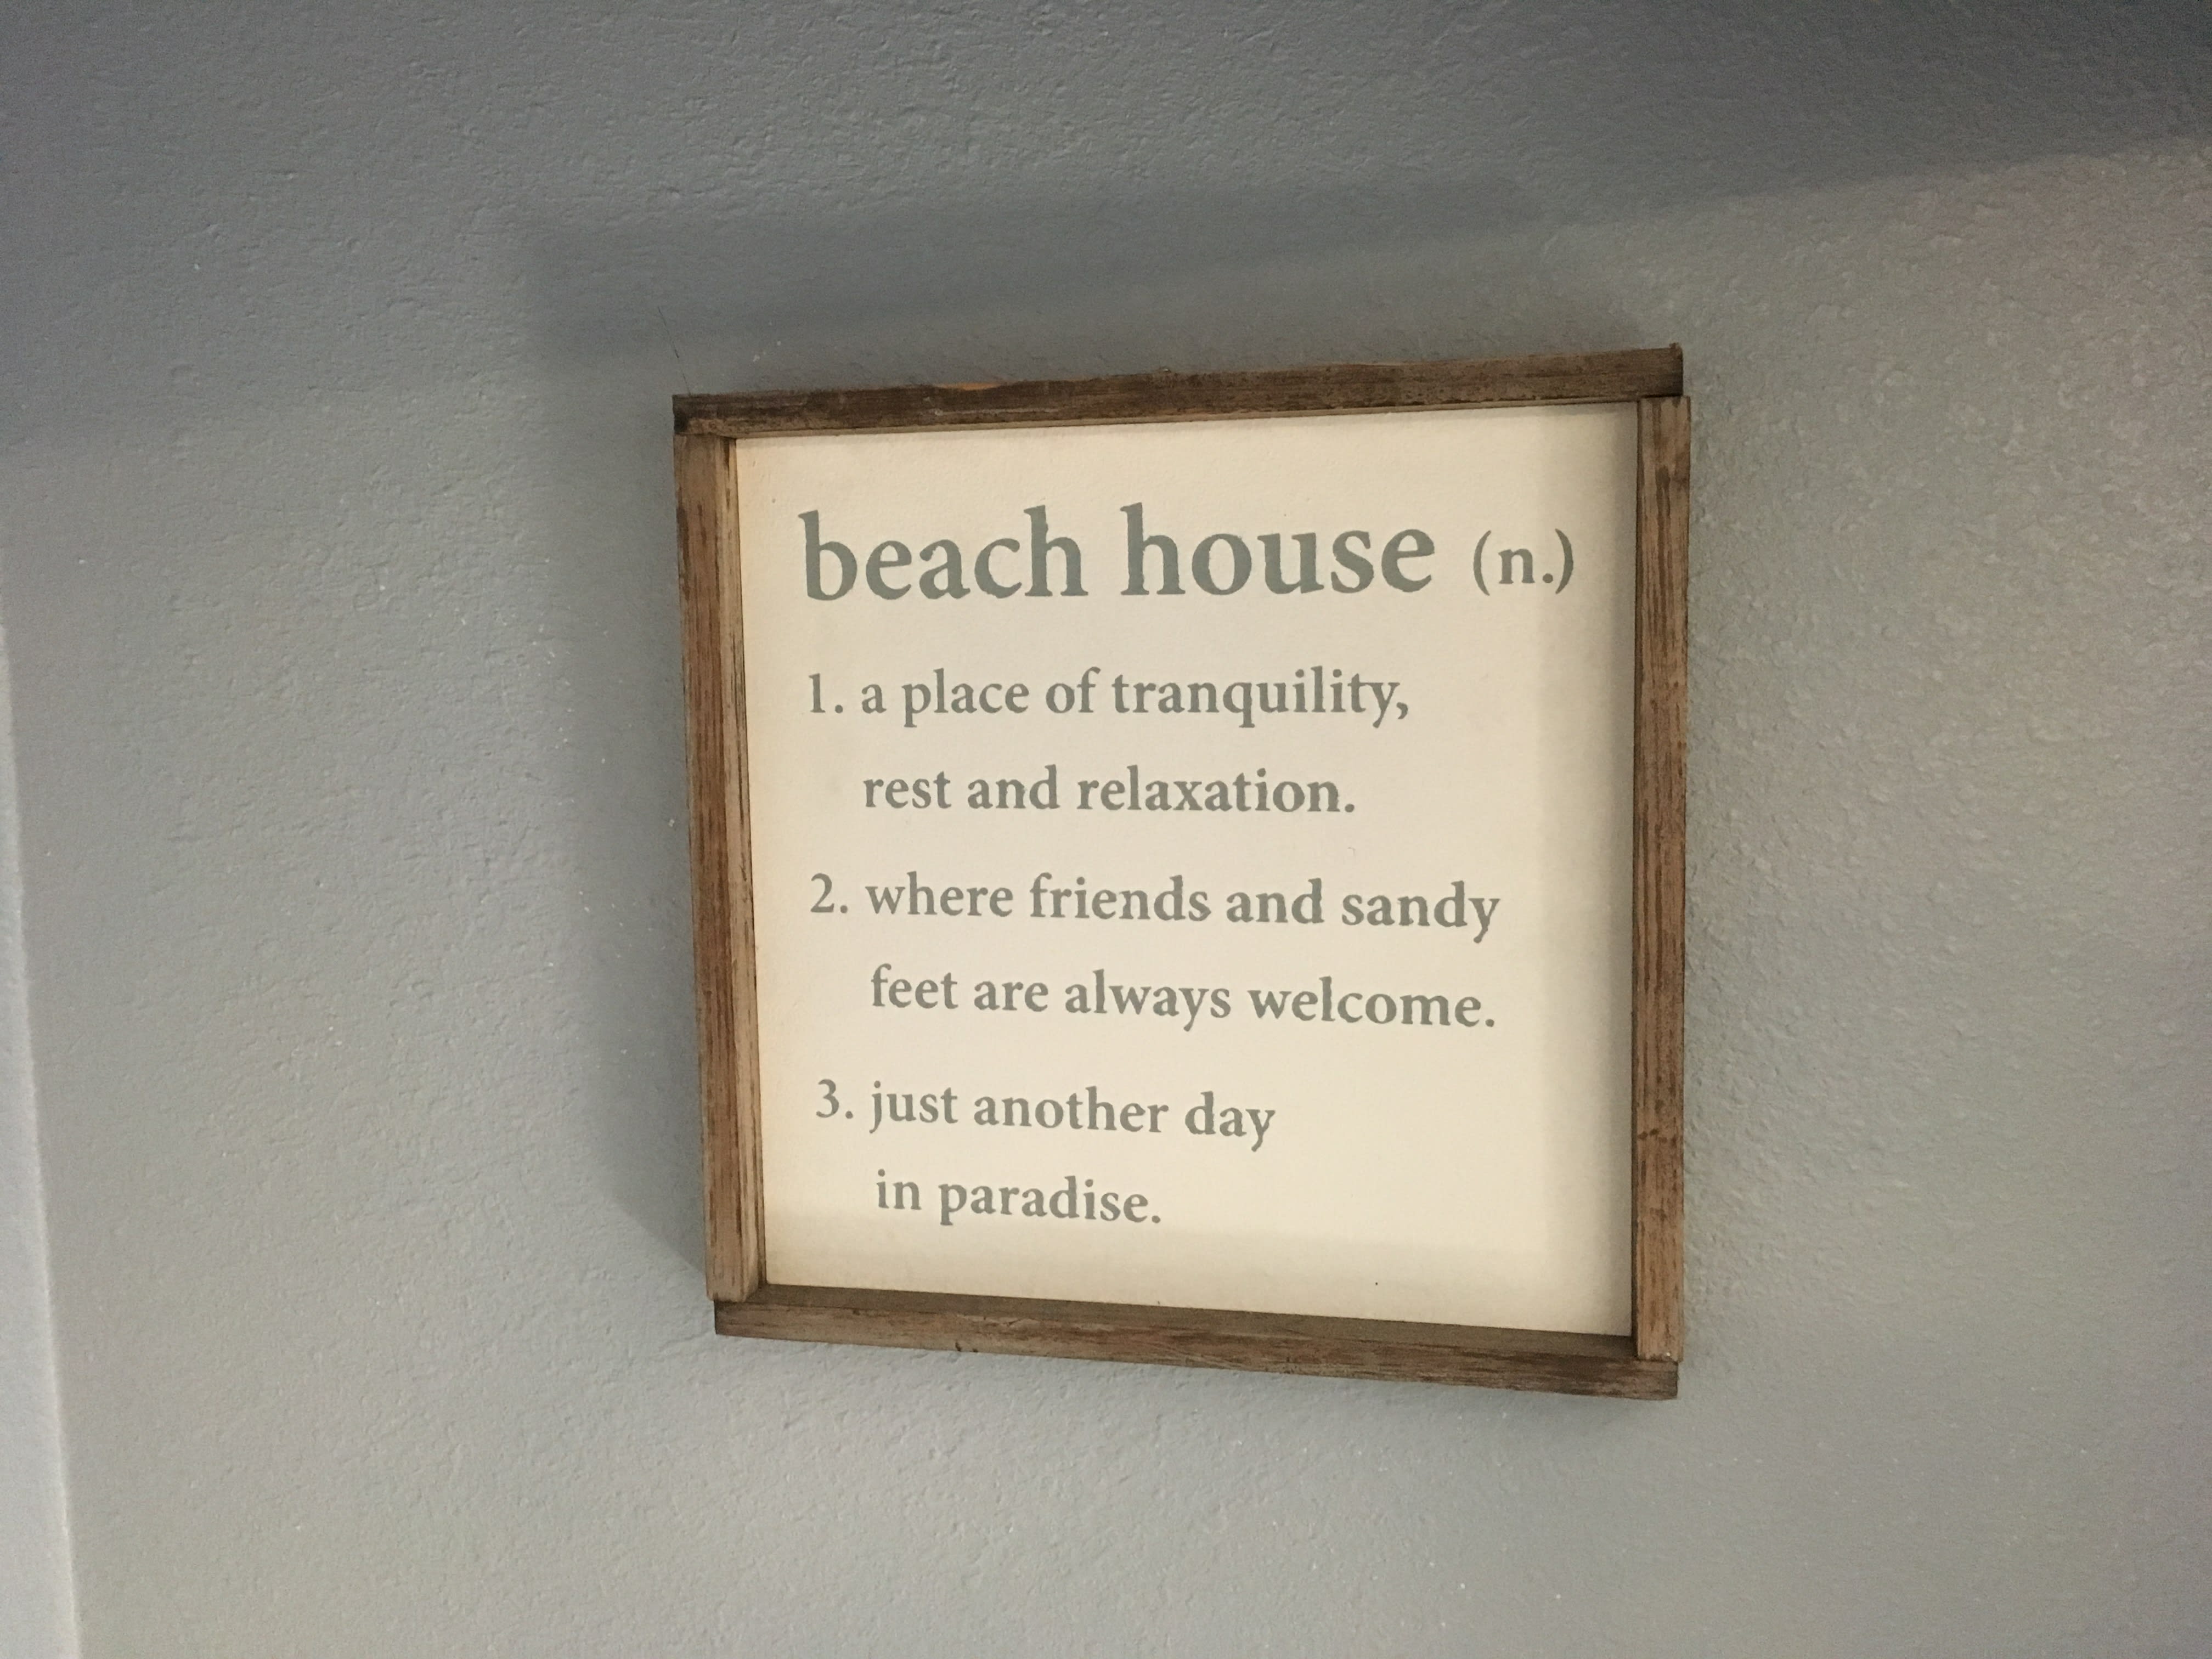 beach house (n.)
1. a place of tranquility,
rest and relaxation.
2. where friends and sandy
feet are always welcome.
3. just another day
in paradise.